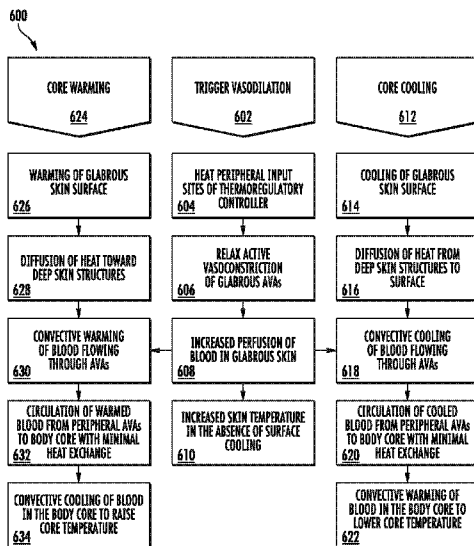 600
CORE WARMING
624
TRIGGER VASODILATION
602
CORE COOLING
612
WARMING OF GLABROUS
SKIN SURFACE
626
HEAT PERIPHERAL INPUT
SITES OF THERMOREGULATORY
CONTROLLER
604
COOLING OF GLABROUS
SKIN SURFACE
614
DIFFUSION OF HEAT TOWARD
DEEP SKIN STRUCTURES
628
RELAX ACTIVE
VASOCONSTRICTION
OF GLABROUS AVAs
606
DIFFUSION OF HEAT FROM
DEEP SKIN STRUCTURES TO
SURFACE
616
CONVECTIVE WARMING
OF BLOOD FLOWING
THROUGH AVAs
630
INCREASED PERFUSION
OF BLOOD IN GLABROUS SKIN
608
CONVECTIVE COOLING
OF BLOOD FLOWING
THROUGH AVAs
618
CIRCULATION OF WARMED
BLOOD FROM PERIPHERAL AVAs
TO BODY CORE WITH MINIMAL
HEAT EXCHANGE
632
INCREASED SKIN TEMPERATURE
IN THE ABSENCE OF SURFACE
COOLING
610
CIRCULATION OF COOLED
BLOOD FROM PERIPHERAL AVAs
TO BODY CORE WITH MINIMAL
HEAT EXCHANGE
620
CONVECTIVE COOLING OF BLOOD
IN THE BODY CORE TO RAISE
CORE TEMPERATURE
634
CONVECTIVE WARMING OF
BLOOD IN THE BODY CORE TO
LOWER CORE TEMPERATURE
622